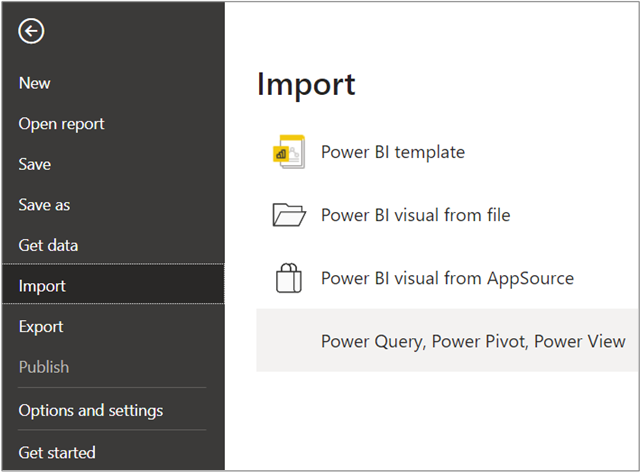 New
Open report
Save
Save as
Get data
Import
Export
Publish
Options and settings
Get started
Import
Power BI template
Power BI visual from file
Power BI visual from AppSource
Power Query, Power Pivot, Power View